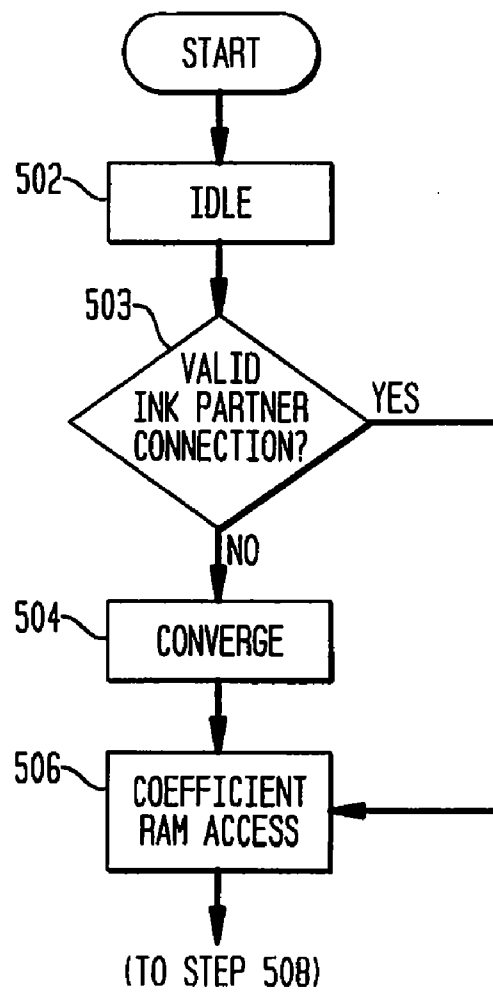 START
502
IDLE
503
VALID
INK PARTNER
CONNECTION?
YES
NO
504
CONVERGE
506
COEFFICIENT
RAM ACCESS
(TO STEP 508)